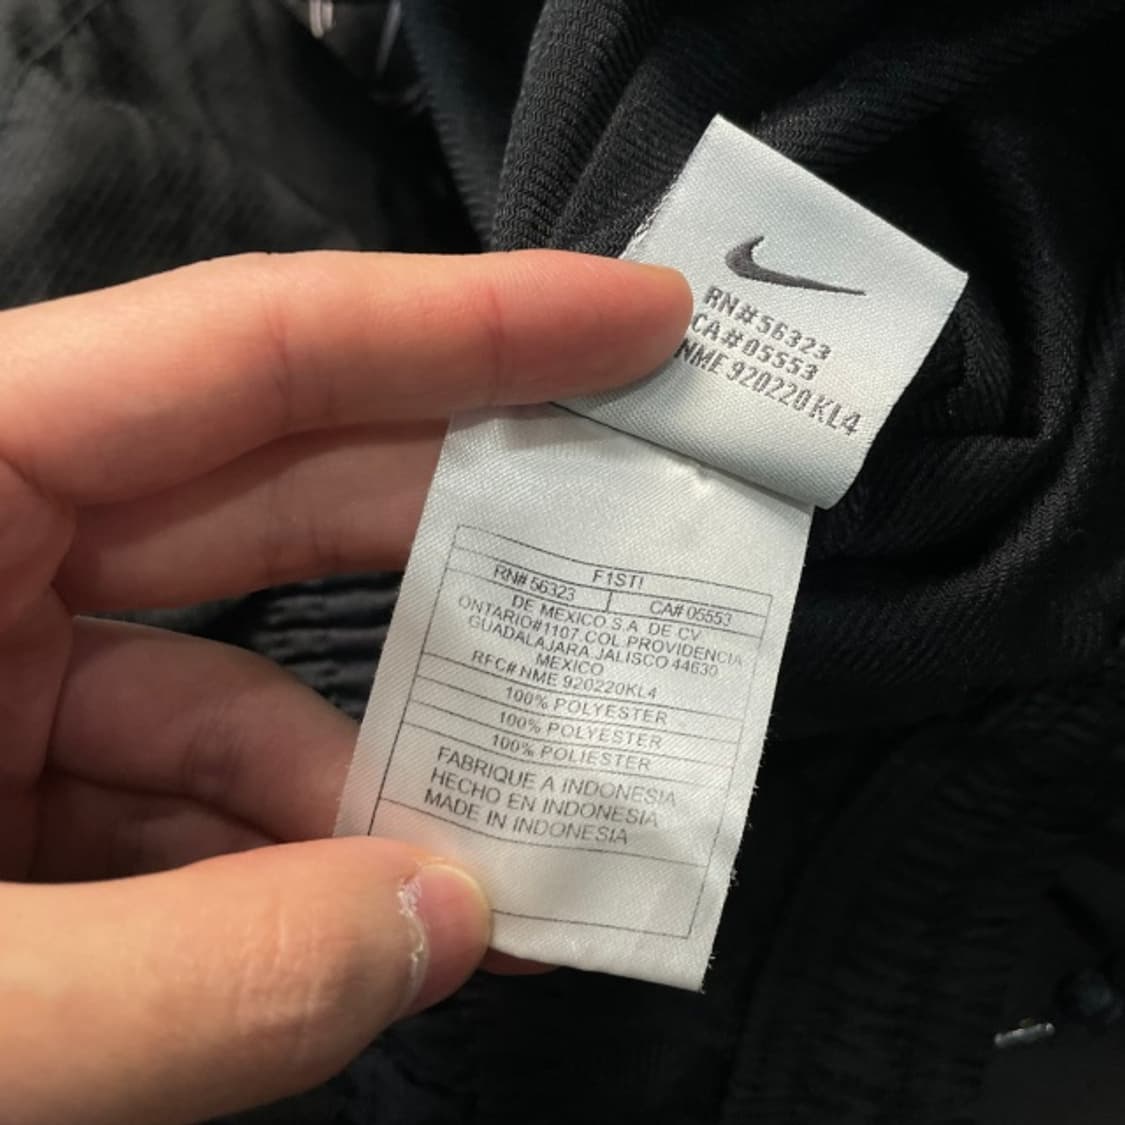 RN#56323
CA#05553
NME 920220KL4
F1STI
RN# 56323 CA# 05553
DE MEXICO S.A. DE CV.
ONTARIO#1107.COL.PROVIDENCIA
GUADALAJARA.JALISCO 44630
MEXICO
RFC# NME 920220KL4
100% POLYESTER
100% POLYESTER
100% POLIESTER
FABRIQUE A INDONESIA
HECHO EN INDONESIA
MADE IN INDONESIA